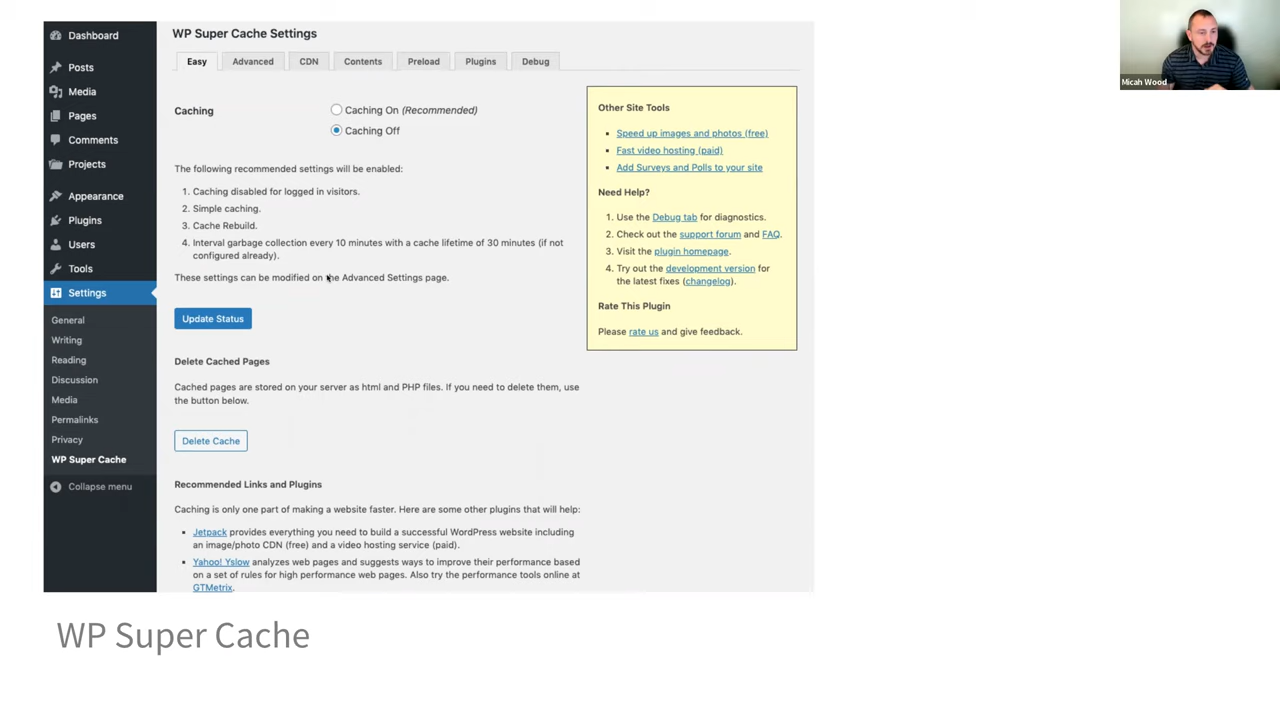 Dashboard
Posts
Media
Pages
Comments
Projects
Appearance
Plugins
Users
Tools
Settings
General
Writing
Reading
Discussion
Media
Permalinks
Privacy
WP Super Cache
Collapse menu
WP Super Cache Settings
Easy
Advanced
CDN
Contents
Preload
Plugins
Debug
Caching
Caching On (Recommended)
Caching Off
The following recommended settings will be enabled:
1. Caching disabled for logged in visitors.
2. Simple caching.
3. Cache Rebuild.
4. Interval garbage collection every 10 minutes with a cache lifetime of 30 minutes (if not
configured already).
These settings can be modified on the Advanced Settings page.
Update Status
Delete Cached Pages
Cached pages are stored on your server as html and PHP files. If you need to delete them, use
the button below.
Delete Cache
Recommended Links and Plugins
Caching is only one part of making a website faster. Here are some other plugins that will help:
Jetpack provides everything you need to build a successful WordPress website including
an image/photo CDN (free) and a video hosting service (paid).
Yahoo! Yslow analyzes web pages and suggests ways to improve their performance based
on a set of rules for high performance web pages. Also try the performance tools online at
GTMetrix.
Other Site Tools
Speed up images and photos (free)
Fast video hosting (paid)
Add Surveys and Polls to your site
Need Help?
1. Use the Debug tab for diagnostics.
2. Check out the support forum and FAQ.
3. Visit the plugin homepage.
4. Try out the development version for
the latest fixes (changelog).
Rate This Plugin
Please rate us and give feedback.
Micah Wood
WP Super Cache